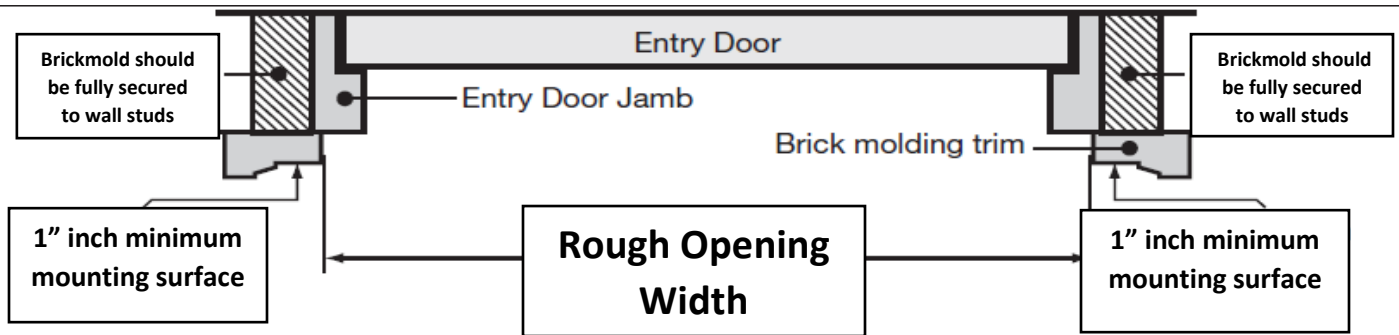 Entry Door
Brickmold should
be fully secured
to wall studs
Entry Door Jamb
Brickmold should
be fully secured
to wall studs
Brick molding trim
1” inch minimum
mounting surface
Rough Opening
Width
1” inch minimum
mounting surface